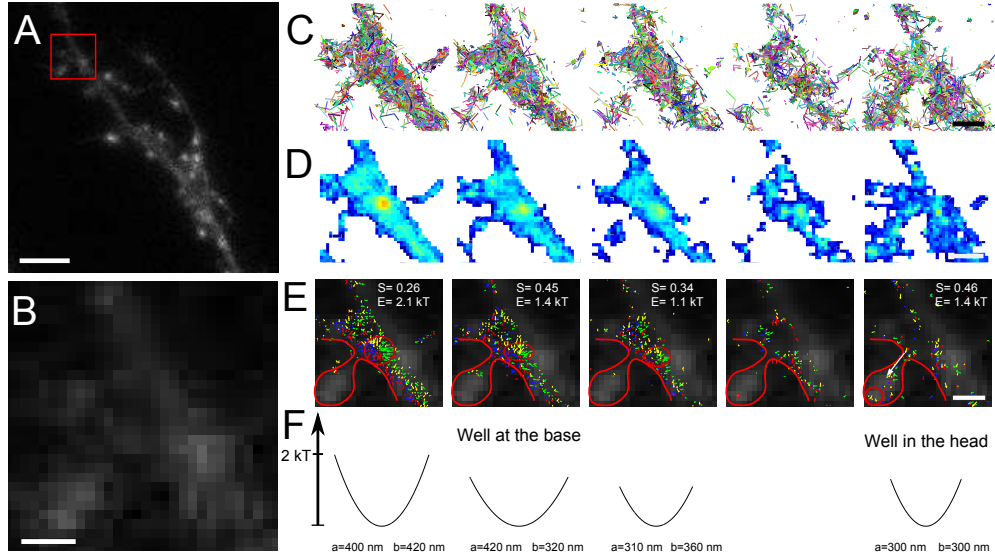 A
B
C
D
E
S= 0.26
E= 2.1 kT
S= 0.45
E= 1.4 kT
S= 0.34
E= 1.1 kT
S= 0.46
E= 1.4 kT
F
2 kT
Well at the base
Well in the head
a=400 nm b=420 nm
a=420 nm b=320 nm
a=310 nm b=360 nm
a=300 nm b=300 nm